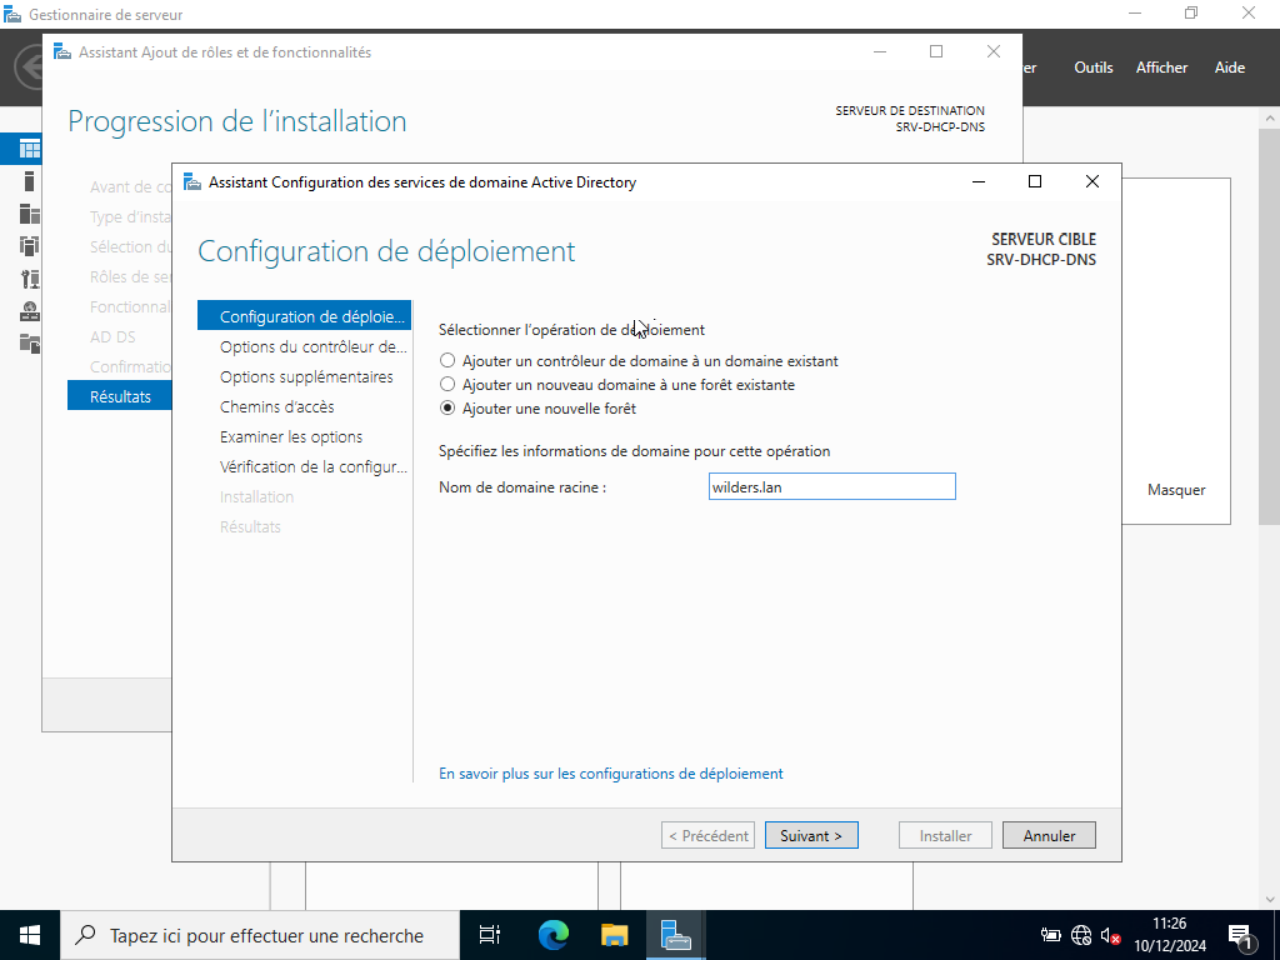 Gestionnaire de serveur
Outils
Afficher
Aide
Assistant Ajout de rôles et de fonctionnalités
Progression de l'installation
SERVEUR DE DESTINATION
SRV-DHCP-DNS
Avant de co
Type d'insta
Sélection du
Rôles de ser
Fonctionnal
AD DS
Confirmatio
Résultats
Masquer
Assistant Configuration des services de domaine Active Directory
Configuration de déploiement
SERVEUR CIBLE
SRV-DHCP-DNS
Configuration de déploie...
Options du contrôleur de...
Options supplémentaires
Chemins d'accès
Examiner les options
Vérification de la configur...
Installation
Résultats
Sélectionner l'opération de déploiement
Ajouter un contrôleur de domaine à un domaine existant
Ajouter un nouveau domaine à une forêt existante
Ajouter une nouvelle forêt
Spécifiez les informations de domaine pour cette opération
Nom de domaine racine :
wilders.lan
En savoir plus sur les configurations de déploiement
< Précédent
Suivant >
Installer
Annuler
Tapez ici pour effectuer une recherche
11:26
10/12/2024
1